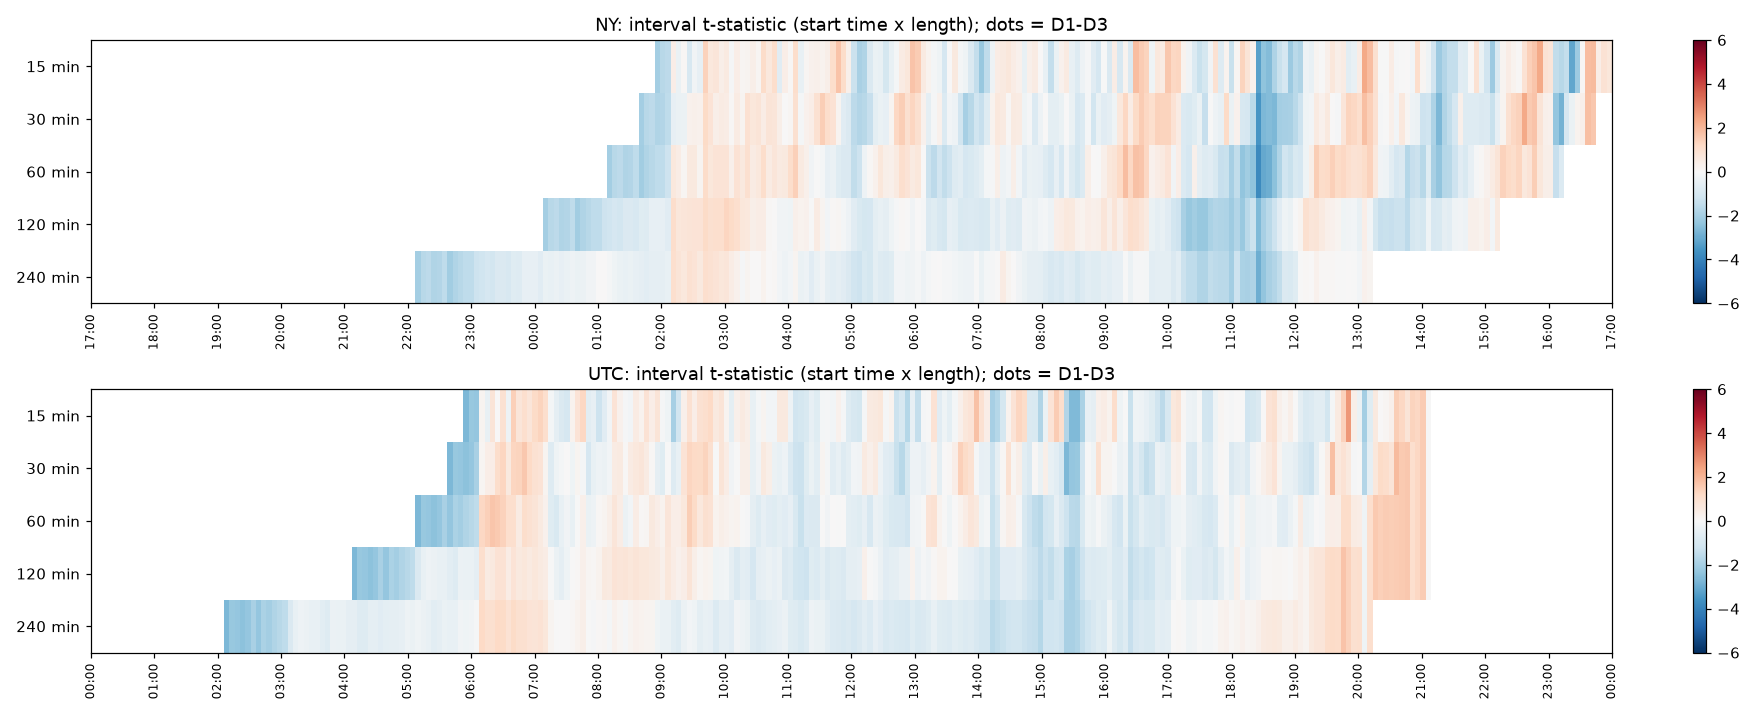 NY: interval t-statistic (start time x length); dots = D1-D3
15 min
30 min
60 min
120 min
240 min
17:00 18:00 19:00 20:00 21:00 22:00 23:00 00:00 01:00 02:00 03:00 04:00 05:00 06:00 07:00 08:00 09:00 10:00 11:00 12:00 13:00 14:00 15:00 16:00 17:00
6
4
2
0
−2
−4
−6
UTC: interval t-statistic (start time x length); dots = D1-D3
15 min
30 min
60 min
120 min
240 min
00:00 01:00 02:00 03:00 04:00 05:00 06:00 07:00 08:00 09:00 10:00 11:00 12:00 13:00 14:00 15:00 16:00 17:00 18:00 19:00 20:00 21:00 22:00 23:00 00:00
6
4
2
0
−2
−4
−6